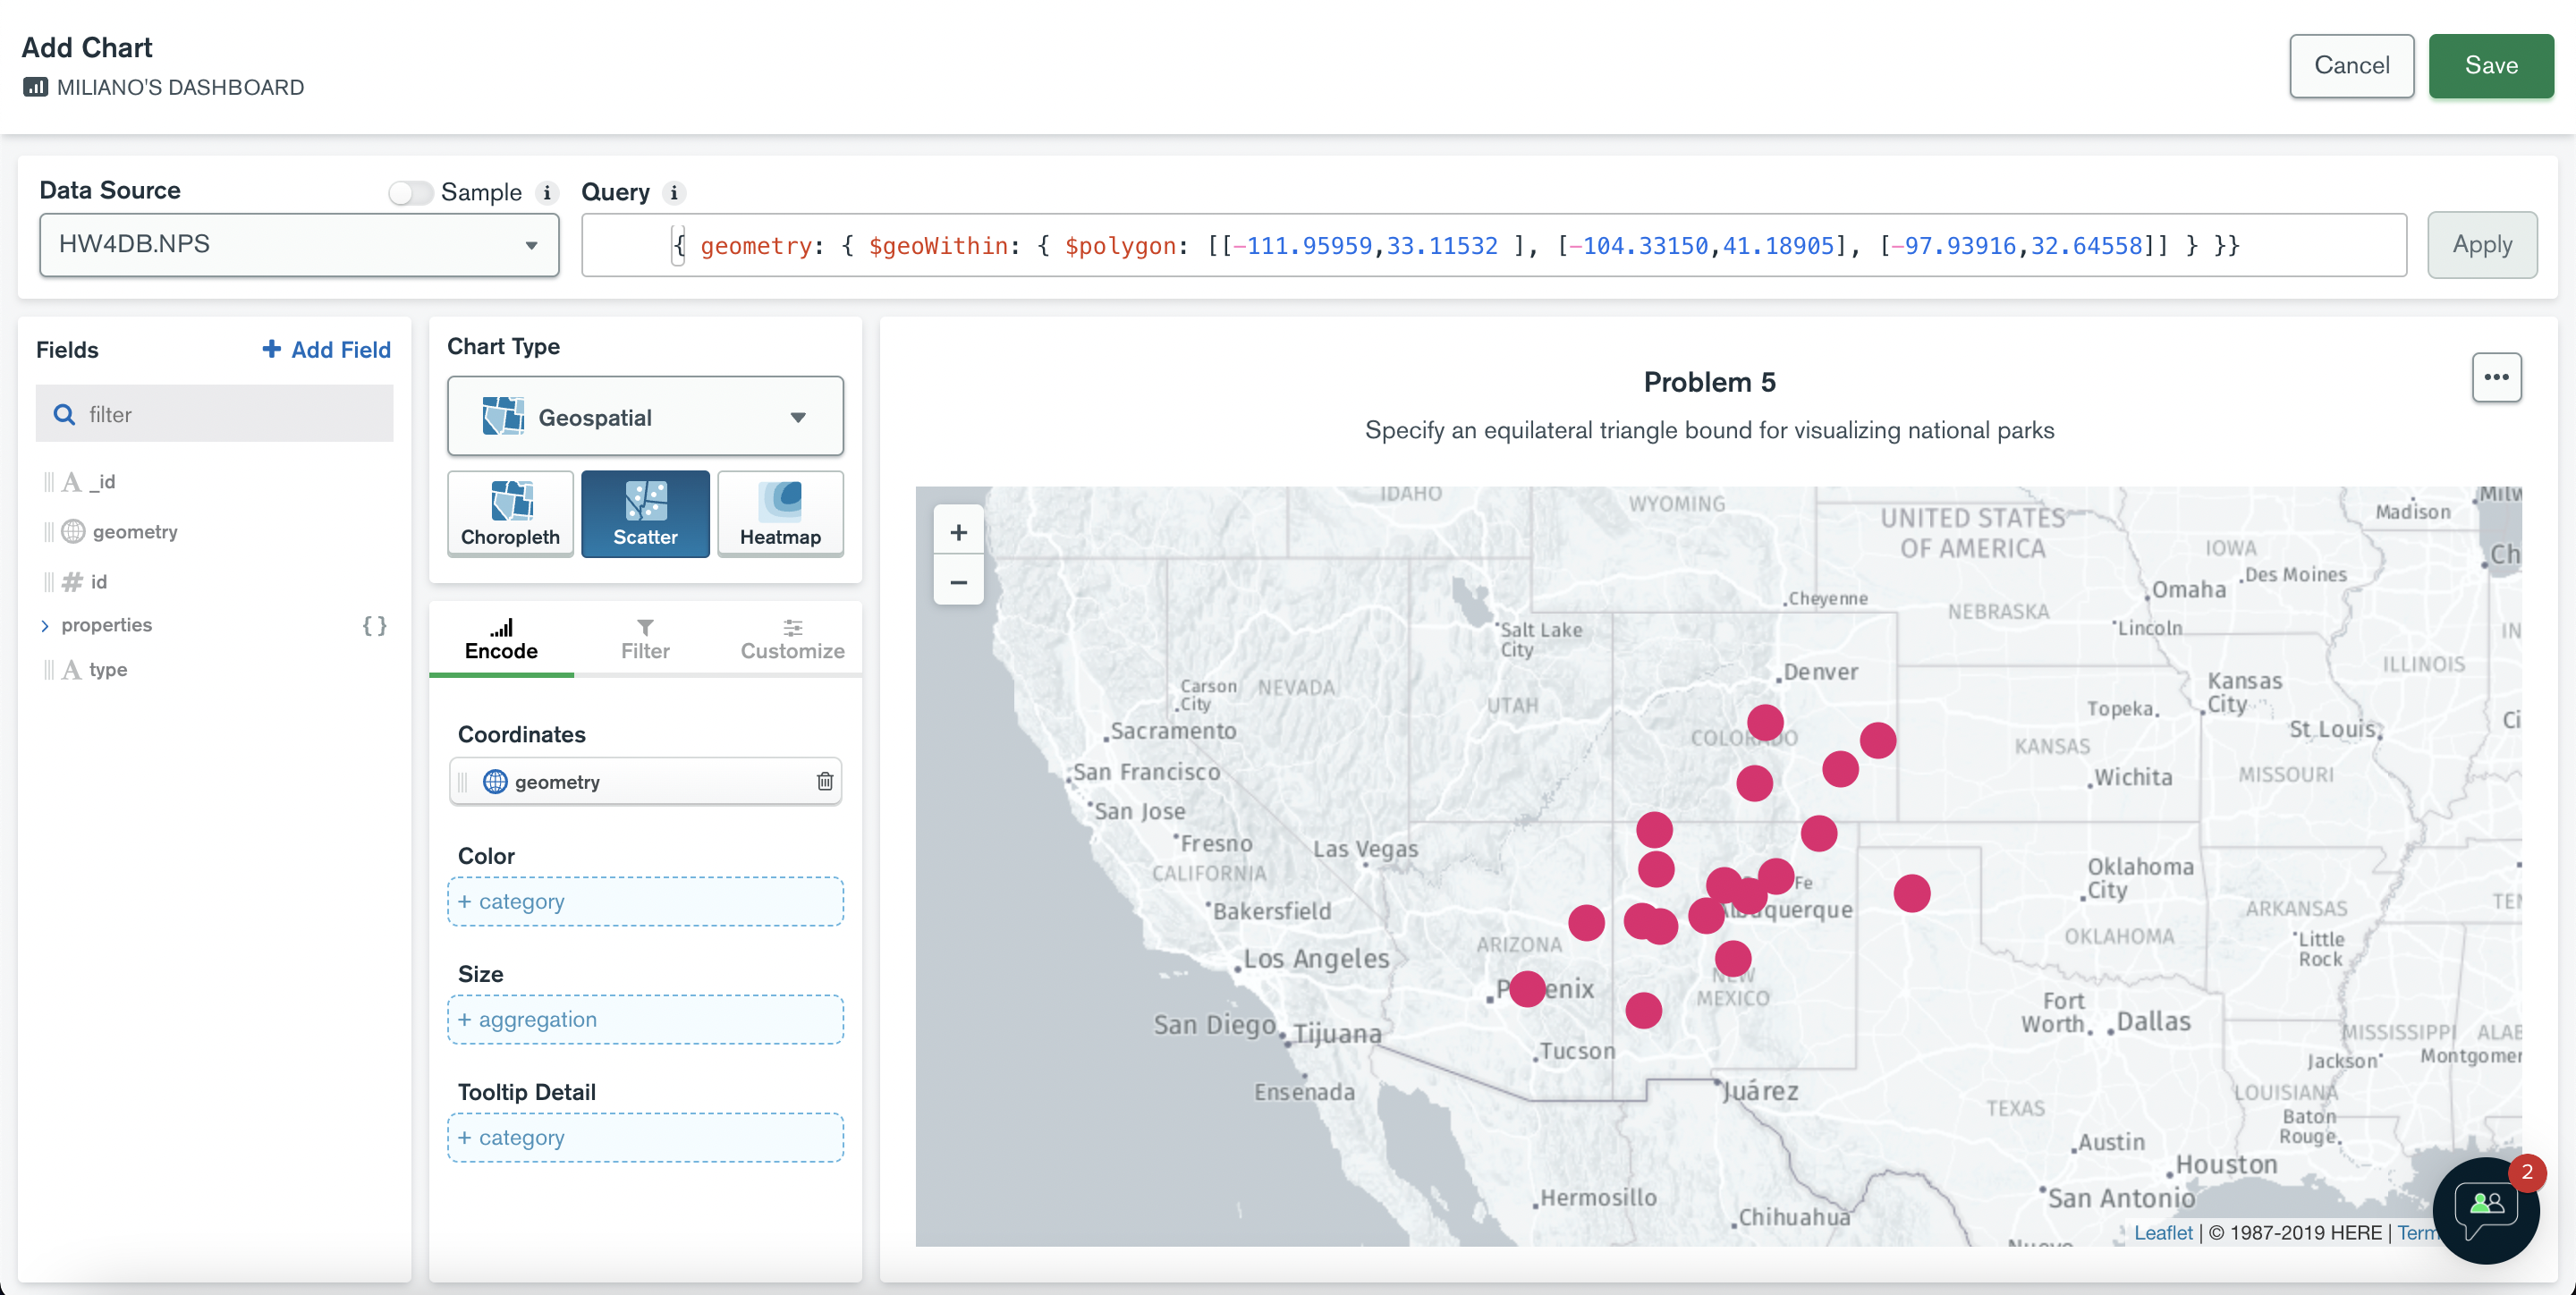 Add Chart
MILIANO'S DASHBOARD
Cancel
Save
Data Source
Sample
i
Query
i
HW4DB.NPS
{ geometry: { $geoWithin: { $polygon: [[-111.95959,33.11532 ], [-104.33150,41.18905], [-97.93916,32.64558]] } }}
Apply
Fields
+ Add Field
filter
A _id
geometry
# id
> properties {}
A type
Chart Type
Geospatial
Choropleth
Scatter
Heatmap
Encode
Filter
Customize
Coordinates
geometry
Color
+ category
Size
+ aggregation
Tooltip Detail
+ category
Problem 5
...
Specify an equilateral triangle bound for visualizing national parks
+
−
IDAHO
WYOMING
UNITED STATES
OF AMERICA
Madison
IOWA
Des Moines
Omaha
Cheyenne
NEBRASKA
Lincoln
Salt Lake
City
ILLINOIS
Denver
Carson
City
NEVADA
UTAH
Kansas
City
Topeka
St Louis
Sacramento
COLORADO
KANSAS
San Francisco
Wichita
MISSOURI
San Jose
Fresno
Las Vegas
CALIFORNIA
Oklahoma
City
Fe
Bakersfield
Albuquerque
ARKANSAS
ARIZONA
OKLAHOMA
Little
Rock
Los Angeles
Phoenix
NEW
MEXICO
Fort
Worth
Dallas
San Diego
Tijuana
MISSISSIPPI
Tucson
Jackson
Ensenada
Juárez
LOUISIANA
TEXAS
Baton
Rouge
Austin
Houston
Hermosillo
San Antonio
Chihuahua
2
Leaflet | © 1987-2019 HERE | Term